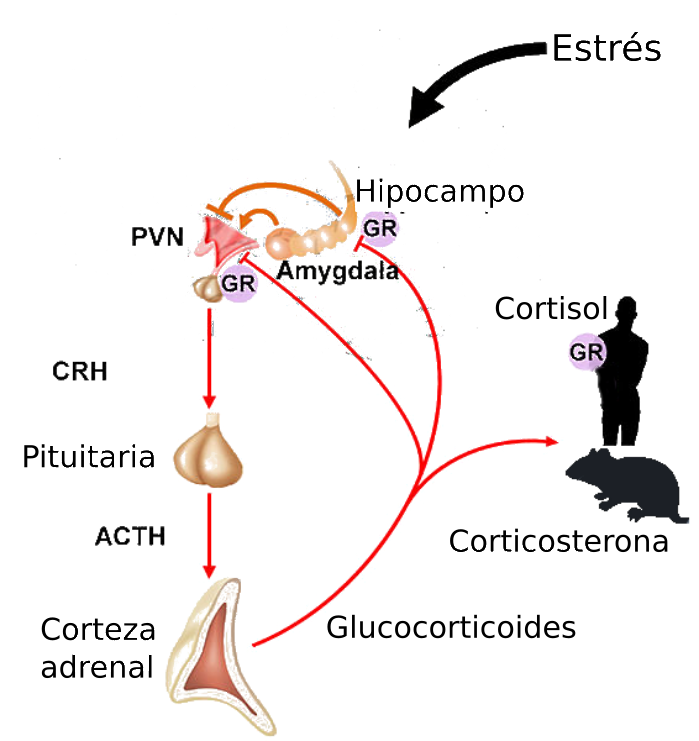 Estrés
Hipocampo
GR
PVN
Amygdala
GR
Cortisol
GR
CRH
Pituitaria
ACTH
Corticosterona
Glucocorticoides
Corteza
adrenal